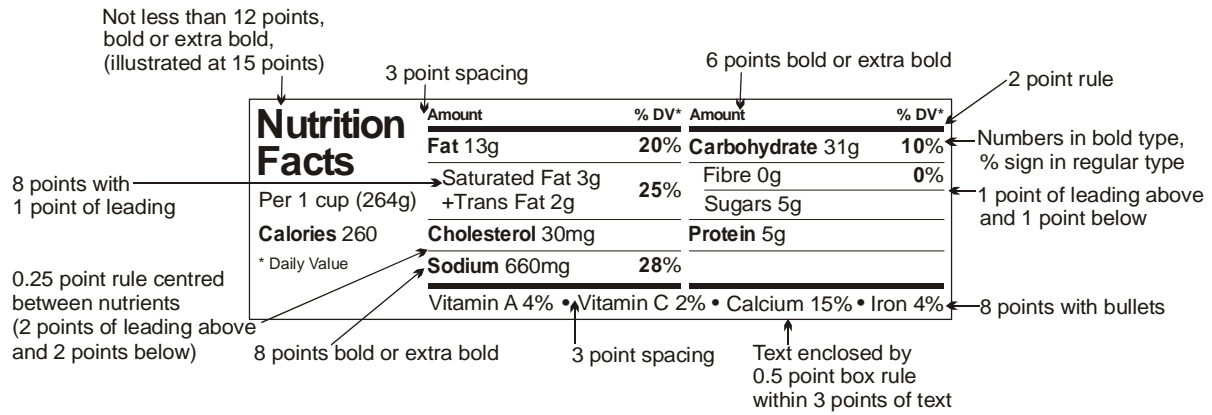 Not less than 12 points,
bold or extra bold,
(illustrated at 15 points)
3 point spacing
6 points bold or extra bold
2 point rule
Nutrition
Facts
Per 1 cup (264g)
Calories 260
* Daily Value
Amount % DV*
Fat 13g 20%
Saturated Fat 3g
+Trans Fat 2g
25%
Cholesterol 30mg
Sodium 660mg 28%
Amount % DV*
Carbohydrate 31g 10%
Fibre 0g 0%
Sugars 5g
Protein 5g
Vitamin A 4% • Vitamin C 2% • Calcium 15% • Iron 4%
Numbers in bold type,
% sign in regular type
8 points with
1 point of leading
1 point of leading above
and 1 point below
0.25 point rule centred
between nutrients
(2 points of leading above
and 2 points below)
8 points bold or extra bold
3 point spacing
8 points with bullets
Text enclosed by
0.5 point box rule
within 3 points of text